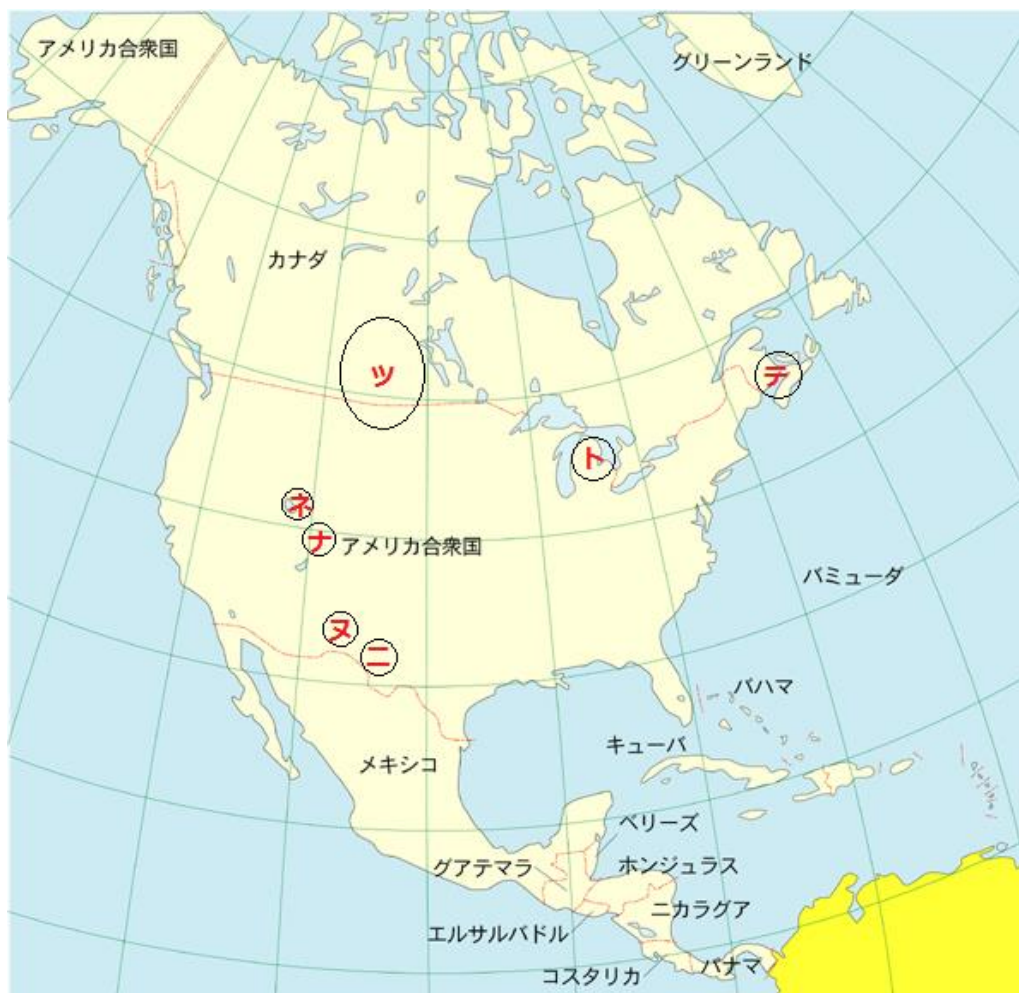 アメリカ合衆国
グリーンランド
カナダ
ツ
テ
ト
ネ
ナ
アメリカ合衆国
バミューダ
ヌ
ニ
バハマ
キューバ
メキシコ
ベリーズ
グアテマラ
ホンジュラス
ニカラグア
エルサルバドル
コスタリカ
パナマ